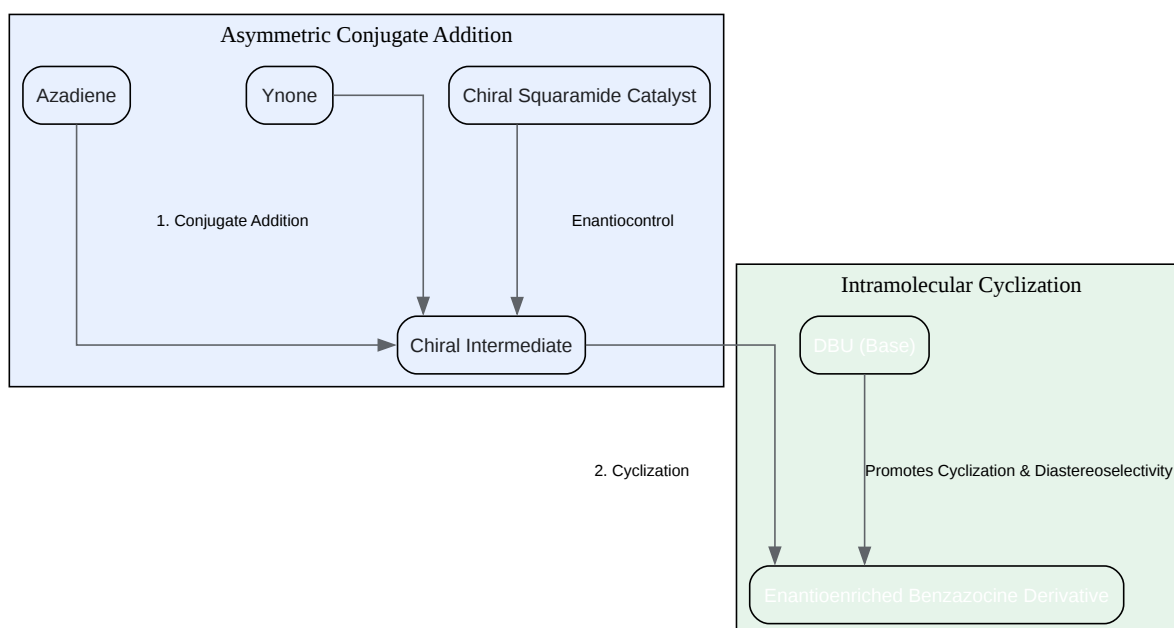 Asymmetric Conjugate Addition
Azadiene
Ynone
Chiral Squaramide Catalyst
1. Conjugate Addition
Enantiocontrol
Intramolecular Cyclization
Chiral Intermediate
DBU (Base)
2. Cyclization
Promotes Cyclization & Diastereoselectivity
Enantioenriched Benzazocine Derivative